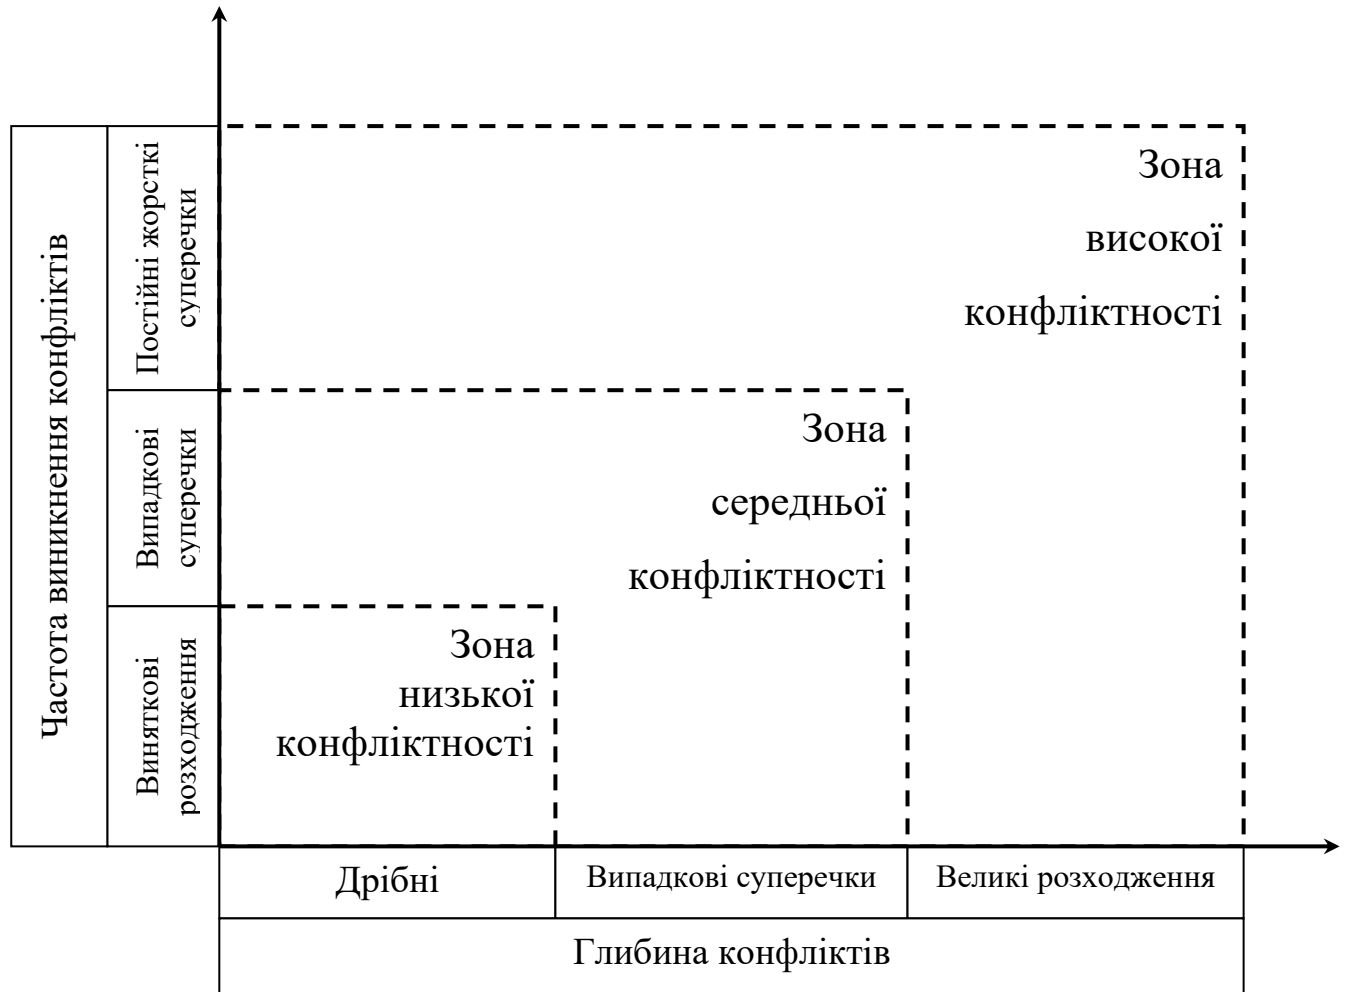 Частота виникнення конфліктів
Постійні жорсткі
суперечки
Випадкові
суперечки
Виняткові
розходження
Зона
високої
конфліктності
Зона
середньої
конфліктності
Зона
низької
конфліктності
Дрібні
Випадкові суперечки
Великі розходження
Глибина конфліктів